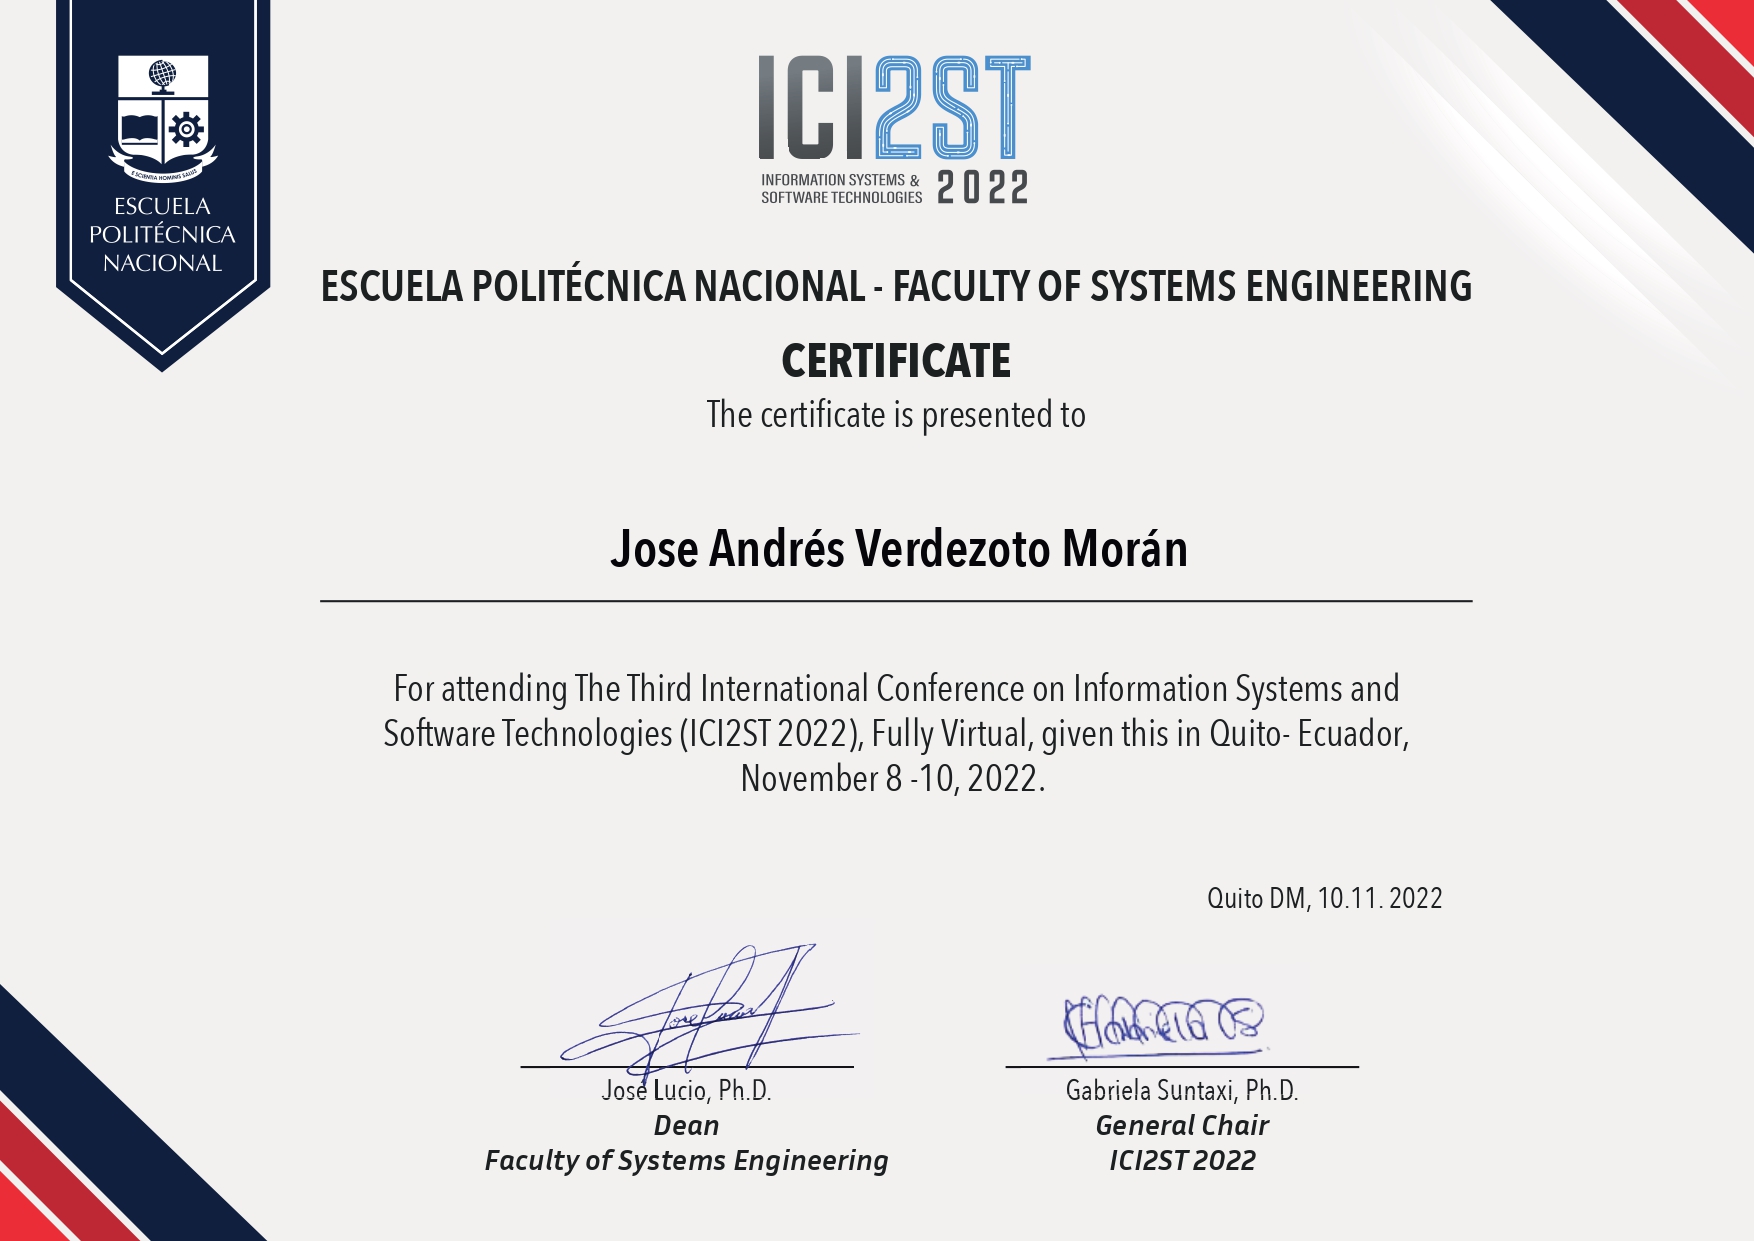 E SCIENTIA HOMINIS SALUS
ESCUELA
POLITÉCNICA
NACIONAL
ICI2ST
INFORMATION SYSTEMS &
SOFTWARE TECHNOLOGIES
2022
ESCUELA POLITÉCNICA NACIONAL - FACULTY OF SYSTEMS ENGINEERING
CERTIFICATE
The certificate is presented to
Jose Andrés Verdezoto Morán
For attending The Third International Conference on Information Systems and
Software Technologies (ICI2ST 2022), Fully Virtual, given this in Quito- Ecuador,
November 8 -10, 2022.
Quito DM, 10.11. 2022
José Lucio, Ph.D.
Dean
Faculty of Systems Engineering
Gabriela Suntaxi, Ph.D.
General Chair
ICI2ST 2022